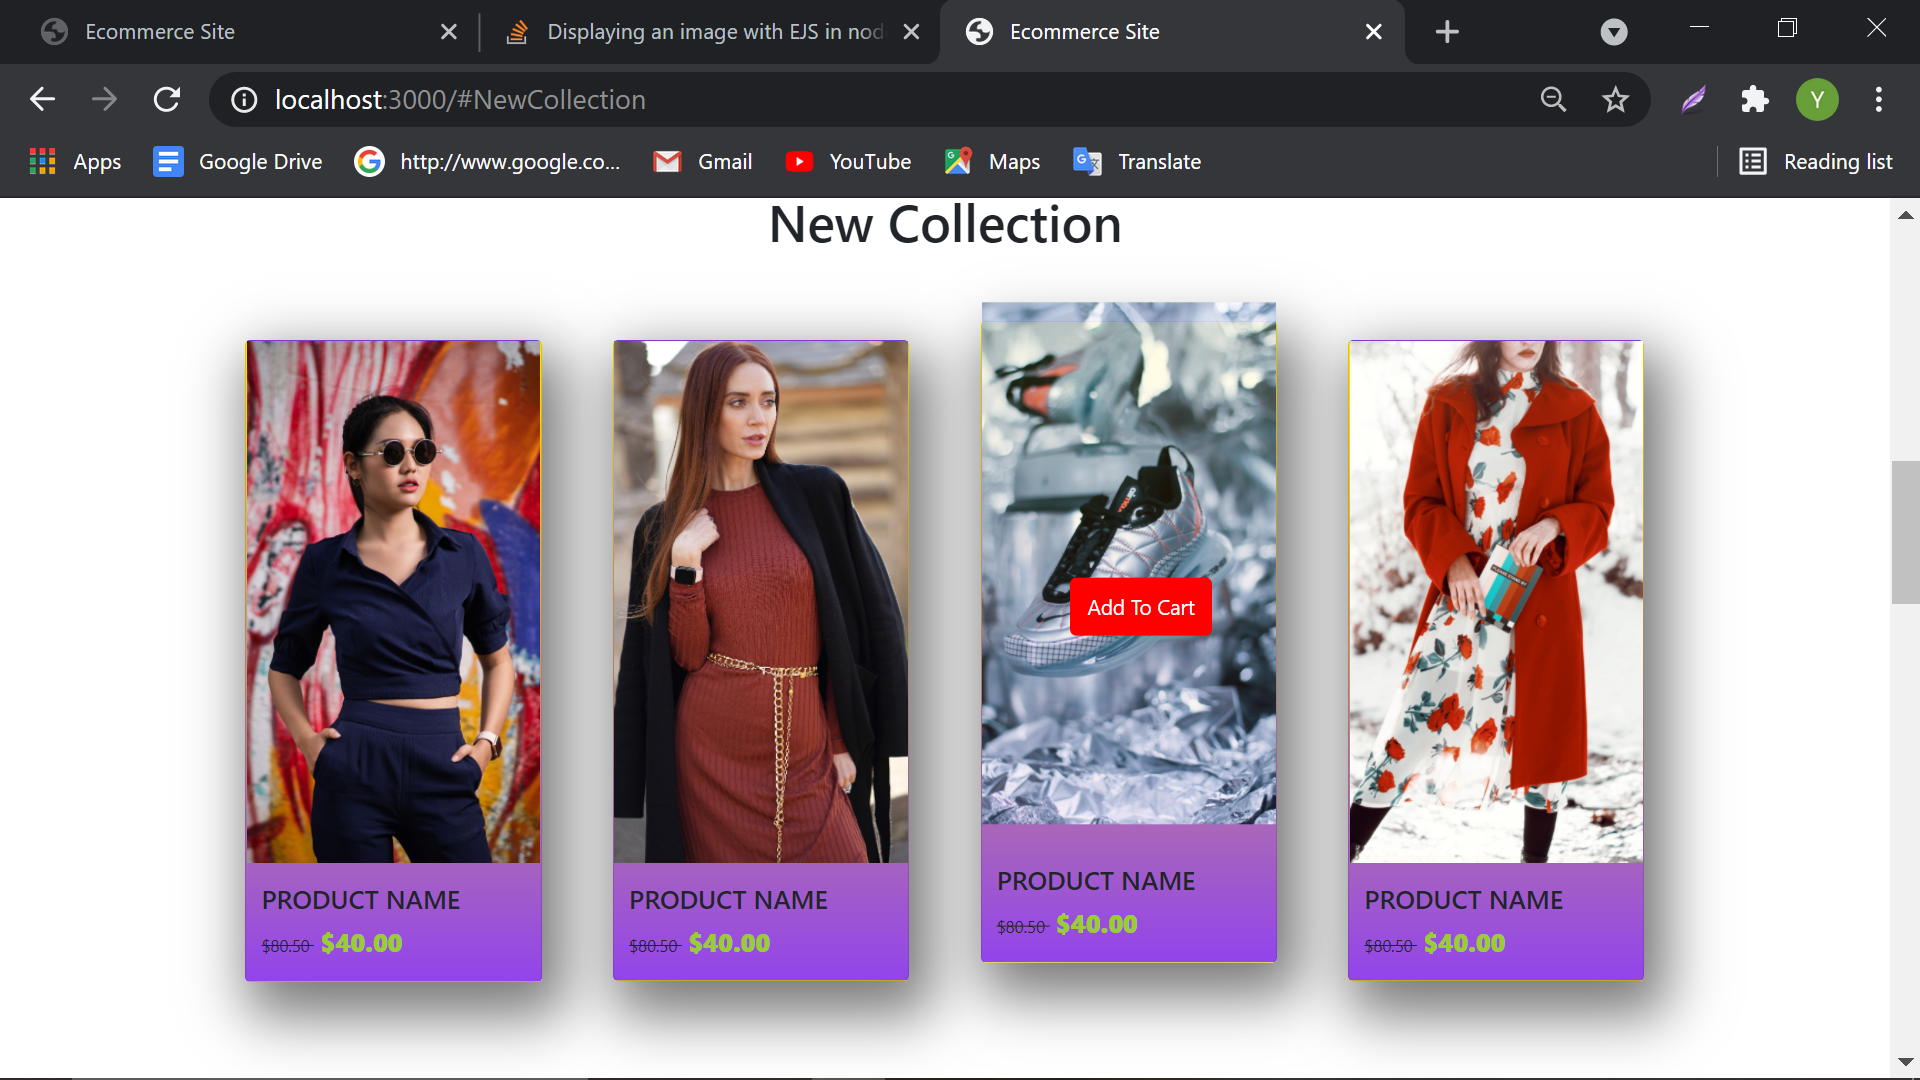 Ecommerce Site
Displaying an image with EJS in nod
Ecommerce Site
localhost:3000/#NewCollection
Y
Apps
Google Drive
http://www.google.co...
Gmail
YouTube
Maps
Translate
Reading list
New Collection
Add To Cart
PRODUCT NAME
$80.50 $40.00
PRODUCT NAME
$80.50 $40.00
PRODUCT NAME
$80.50 $40.00
PRODUCT NAME
$80.50 $40.00